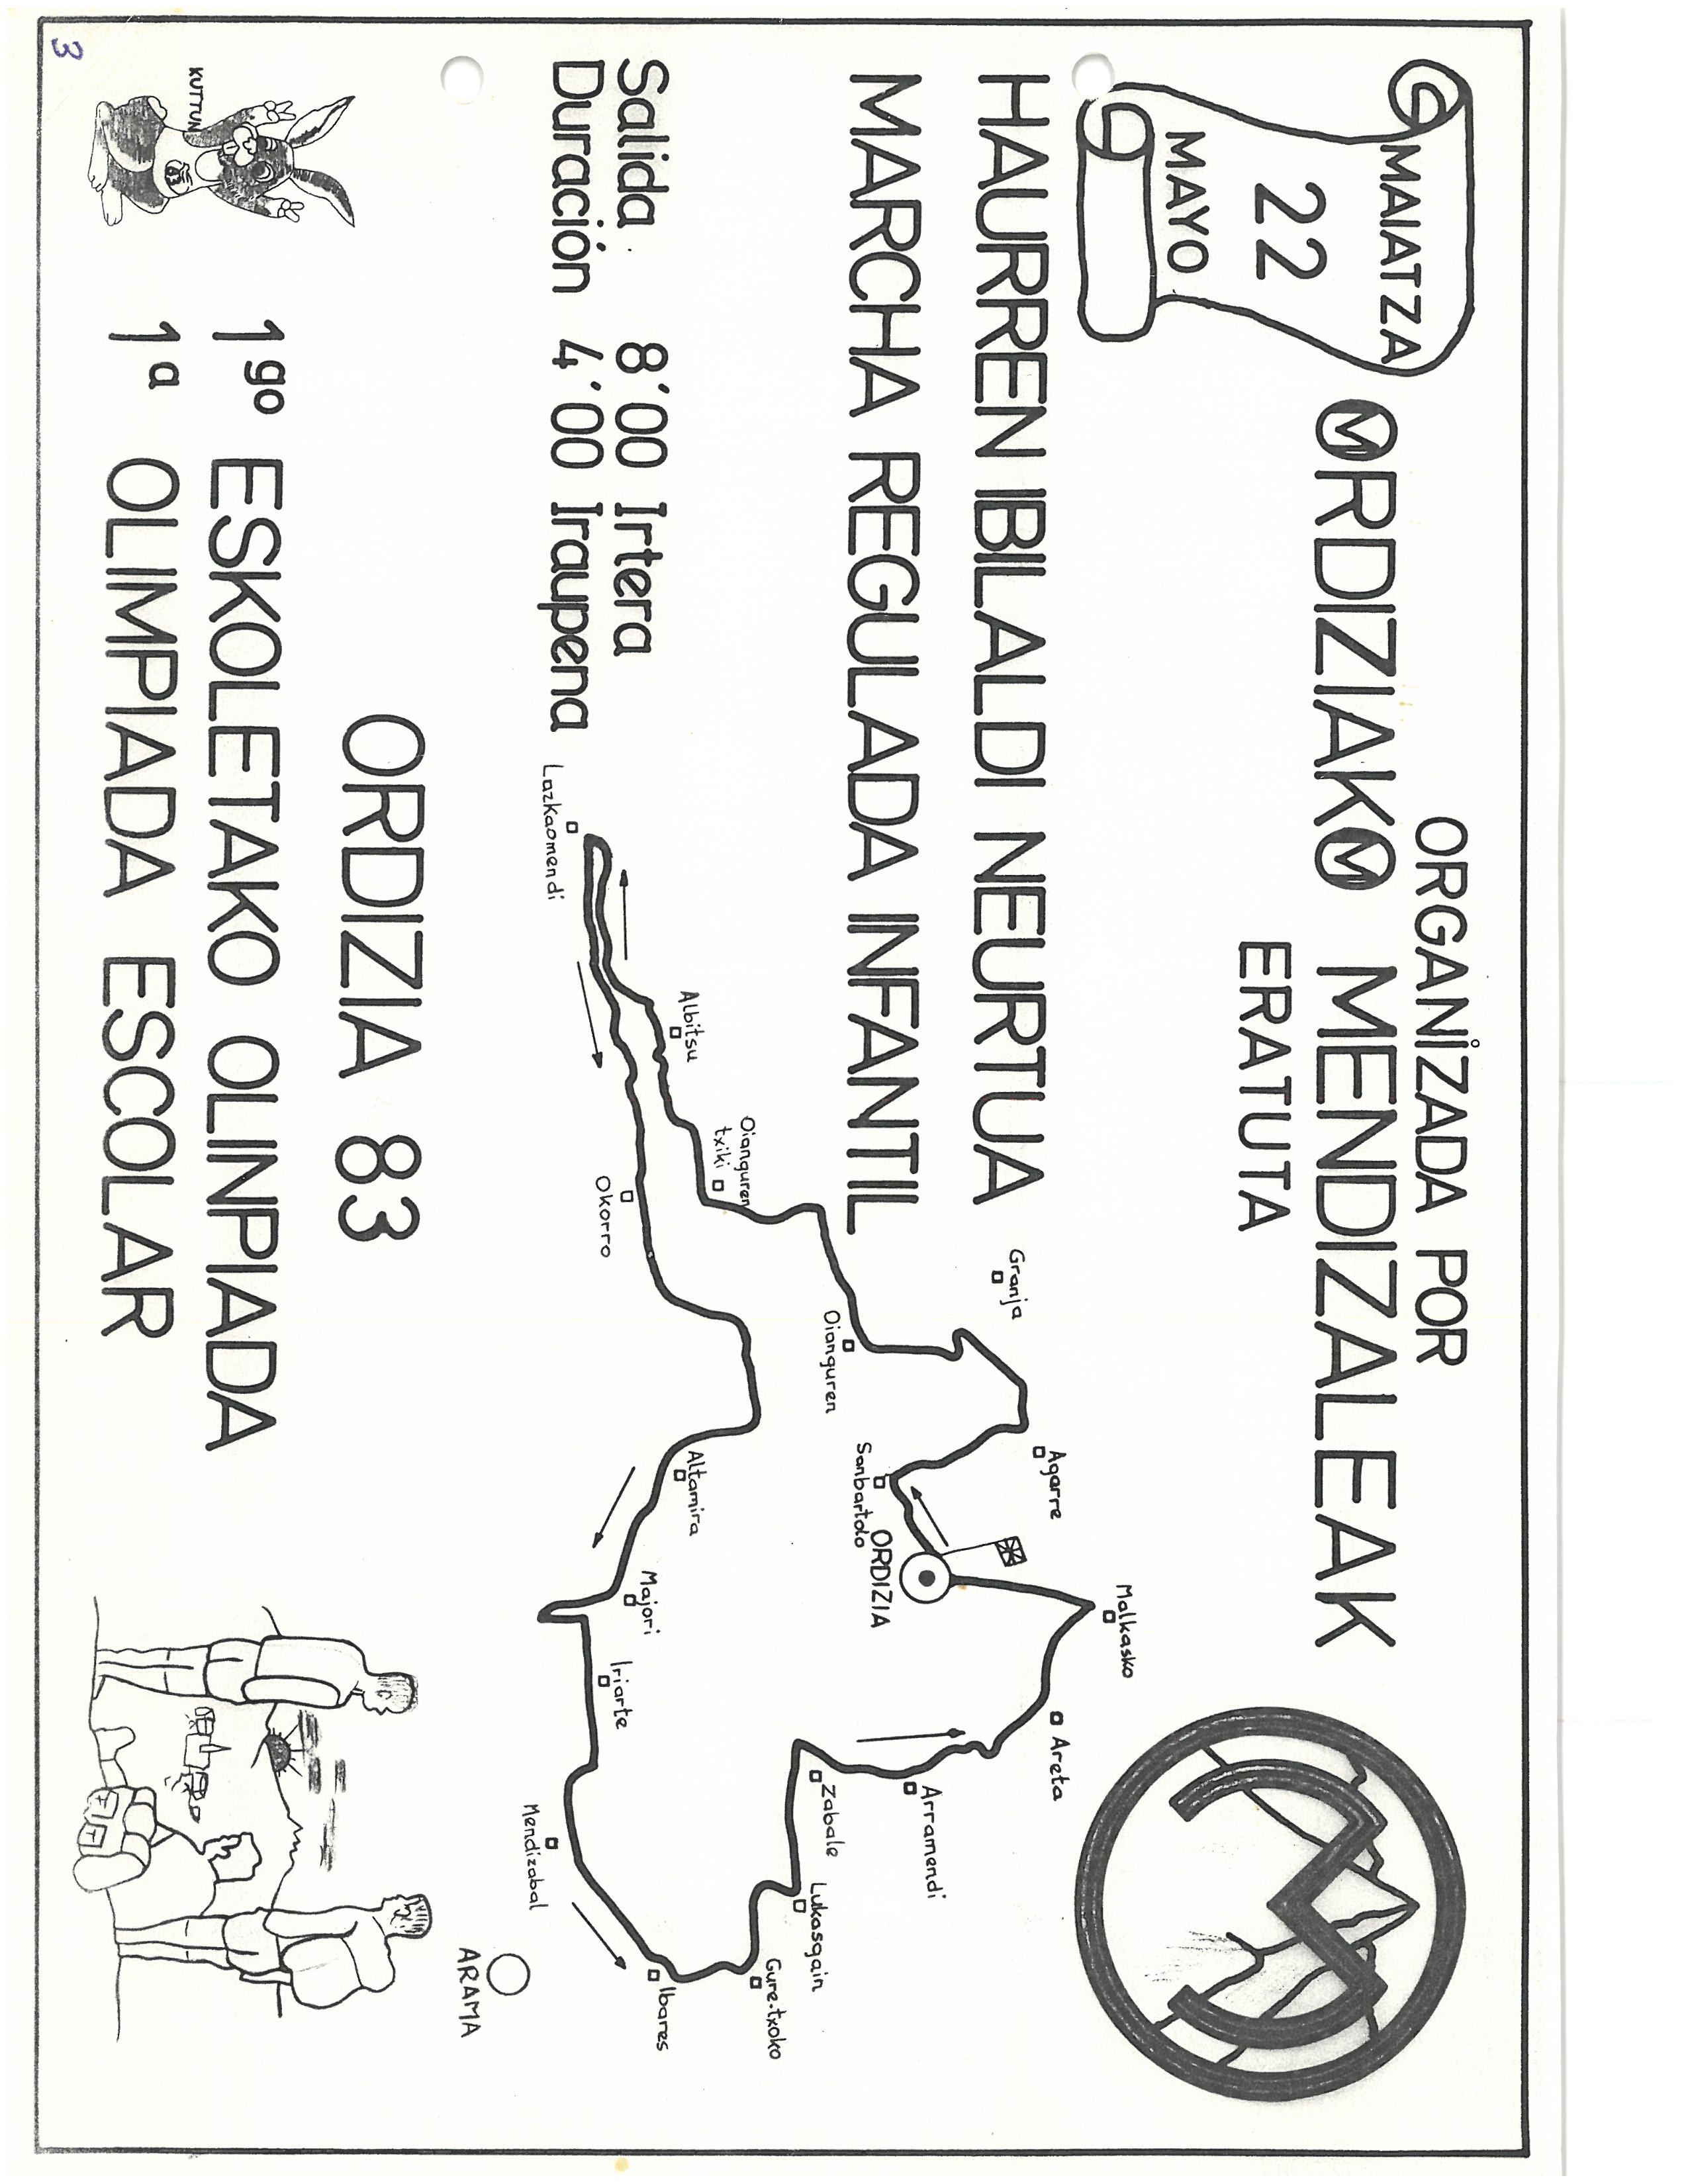 MAIATZA
22
MAYO
ORGANIZADA POR
ORDIZIAKO MENDIZALEAK
ERATUTA
HAURREN IBILALDI NEURTUA
MARCHA REGULADA INFANTIL
Salida 8'00 Irtera
Duración 4'00 Iraupena
Malkasko
Areta
Agarre
Granja
Arramendi
ORDIZIA
Sanbartolo
Oianguren
Zabale
Lukasgain
Gure-txoko
Oianguren
txiki
Albitsu
Altamira
Majori
Ibares
Okorro
Iriarte
Lazkaomendi
Mendizabal
ARAMA
ORDIZIA 83
1go ESKOLETAKO OLINPIADA
1a OLIMPIADA ESCOLAR
KUTTUN
83
3